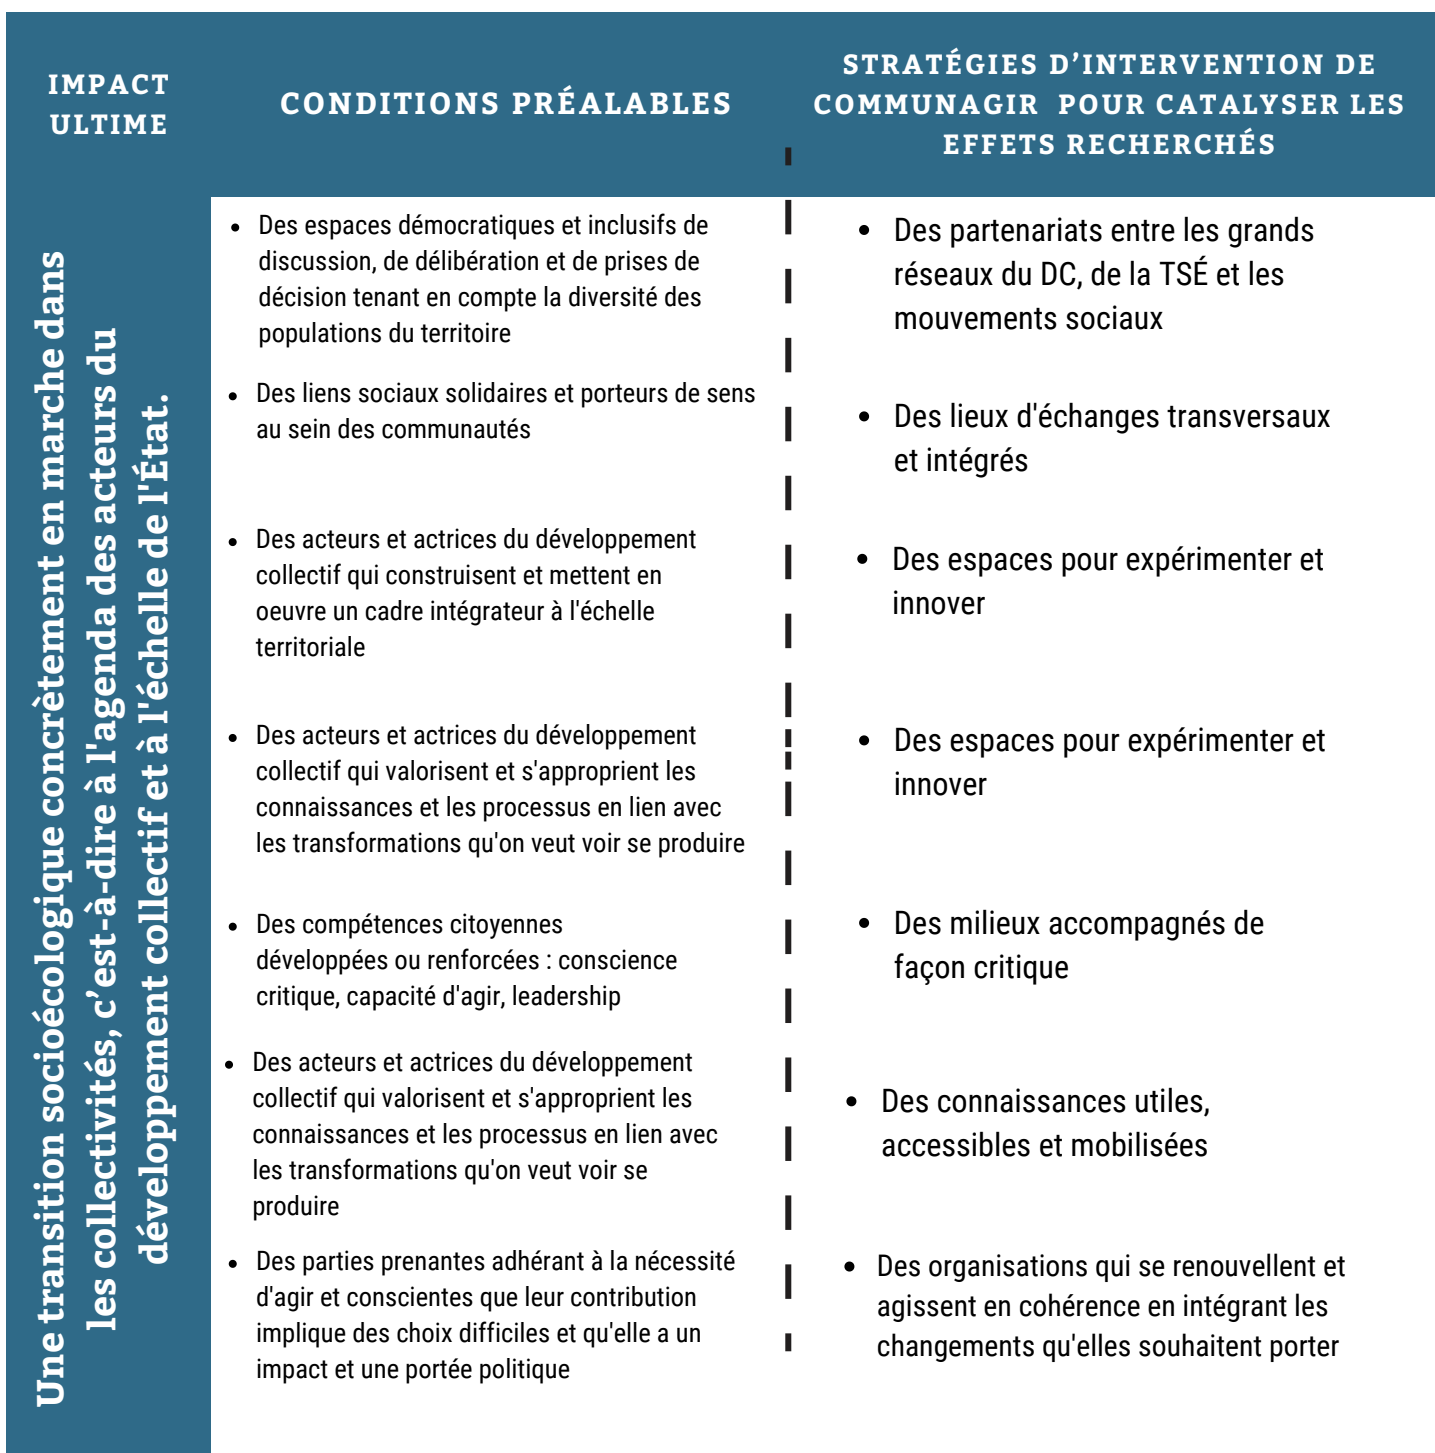 IMPACT
ULTIME
CONDITIONS PRÉALABLES
STRATÉGIES D’INTERVENTION DE
COMMUNAGIR POUR CATALYSER LES
EFFETS RECHERCHÉS
Une transition socioécologique concrètement en marche dans
les collectivités, c’est-à-dire à l'agenda des acteurs du
développement collectif et à l'échelle de l'État.
• Des espaces démocratiques et inclusifs de
discussion, de délibération et de prises de
décision tenant en compte la diversité des
populations du territoire
• Des liens sociaux solidaires et porteurs de sens
au sein des communautés
• Des acteurs et actrices du développement
collectif qui construisent et mettent en
oeuvre un cadre intégrateur à l'échelle
territoriale
• Des acteurs et actrices du développement
collectif qui valorisent et s'approprient les
connaissances et les processus en lien avec
les transformations qu'on veut voir se produire
• Des compétences citoyennes
développées ou renforcées : conscience
critique, capacité d'agir, leadership
• Des acteurs et actrices du développement
collectif qui valorisent et s'approprient les
connaissances et les processus en lien avec
les transformations qu'on veut voir se
produire
• Des parties prenantes adhérant à la nécessité
d'agir et conscientes que leur contribution
implique des choix difficiles et qu'elle a un
impact et une portée politique
• Des partenariats entre les grands
réseaux du DC, de la TSÉ et les
mouvements sociaux
• Des lieux d'échanges transversaux
et intégrés
• Des espaces pour expérimenter et
innover
• Des espaces pour expérimenter et
innover
• Des milieux accompagnés de
façon critique
• Des connaissances utiles,
accessibles et mobilisées
• Des organisations qui se renouvellent et
agissent en cohérence en intégrant les
changements qu'elles souhaitent porter